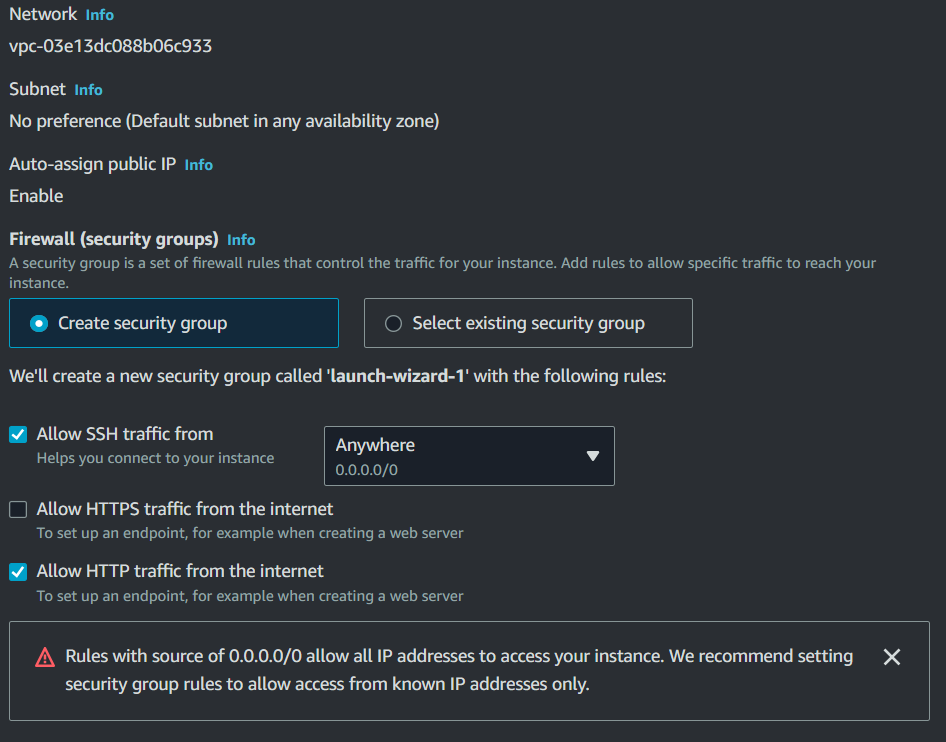 Network Info
vpc-03e13dc088b06c933
Subnet Info
No preference (Default subnet in any availability zone)
Auto-assign public IP Info
Enable
Firewall (security groups) Info
A security group is a set of firewall rules that control the traffic for your instance. Add rules to allow specific traffic to reach your
instance.
Create security group
Select existing security group
We'll create a new security group called 'launch-wizard-1' with the following rules:
Allow SSH traffic from
Helps you connect to your instance
Anywhere
0.0.0.0/0
Allow HTTPS traffic from the internet
To set up an endpoint, for example when creating a web server
Allow HTTP traffic from the internet
To set up an endpoint, for example when creating a web server
Rules with source of 0.0.0.0/0 allow all IP addresses to access your instance. We recommend setting
security group rules to allow access from known IP addresses only.